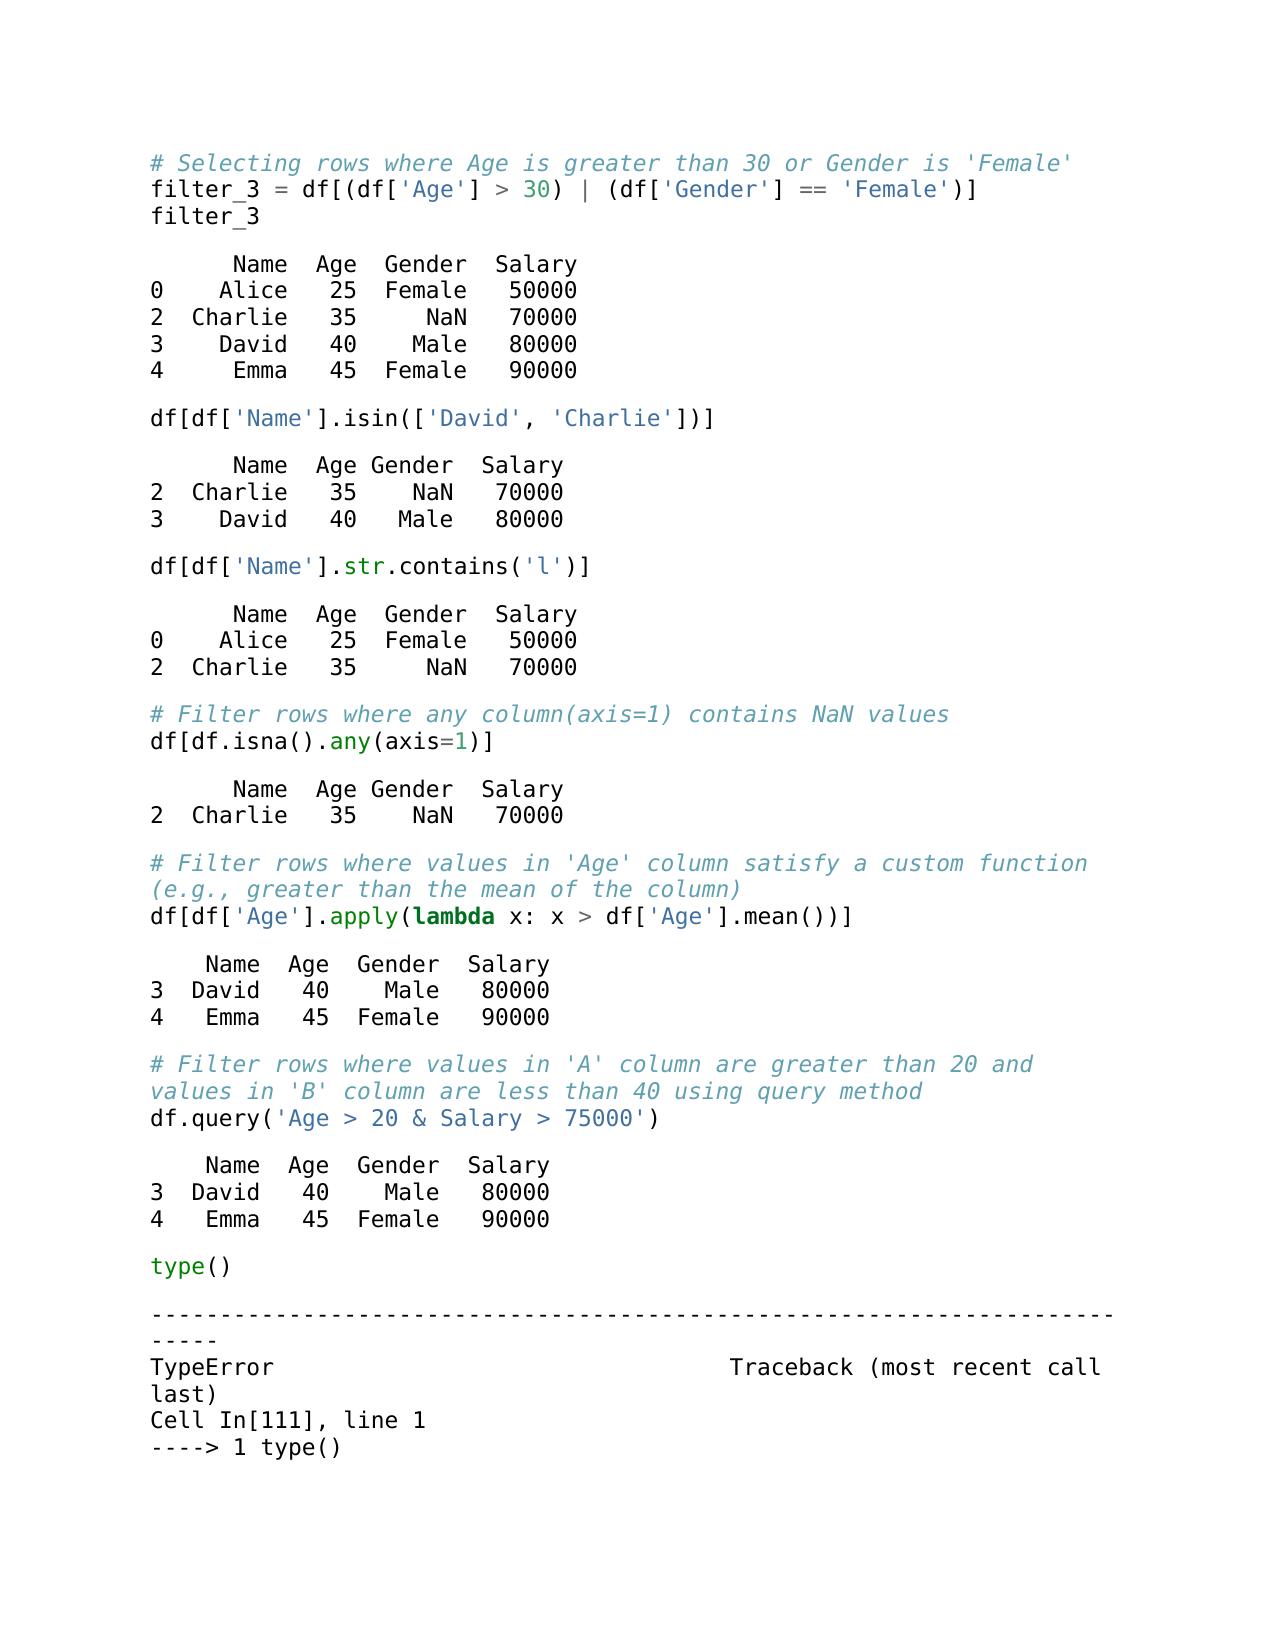 # Selecting rows where Age is greater than 30 or Gender is 'Female'
filter_3 = df[(df['Age'] > 30) | (df['Gender'] == 'Female')]
filter_3
      Name  Age  Gender  Salary
0    Alice   25  Female   50000
2  Charlie   35     NaN   70000
3    David   40    Male   80000
4     Emma   45  Female   90000
df[df['Name'].isin(['David', 'Charlie'])]
      Name  Age Gender  Salary
2  Charlie   35    NaN   70000
3    David   40   Male   80000
df[df['Name'].str.contains('l')]
      Name  Age  Gender  Salary
0    Alice   25  Female   50000
2  Charlie   35     NaN   70000
# Filter rows where any column(axis=1) contains NaN values
df[df.isna().any(axis=1)]
      Name  Age Gender  Salary
2  Charlie   35    NaN   70000
# Filter rows where values in 'Age' column satisfy a custom function
(e.g., greater than the mean of the column)
df[df['Age'].apply(lambda x: x > df['Age'].mean())]
    Name  Age  Gender  Salary
3  David   40    Male   80000
4   Emma   45  Female   90000
# Filter rows where values in 'A' column are greater than 20 and
values in 'B' column are less than 40 using query method
df.query('Age > 20 & Salary > 75000')
    Name  Age  Gender  Salary
3  David   40    Male   80000
4   Emma   45  Female   90000
type()
----------------------------------------------------------------------
-----
TypeError                                 Traceback (most recent call
last)
Cell In[111], line 1
----> 1 type()